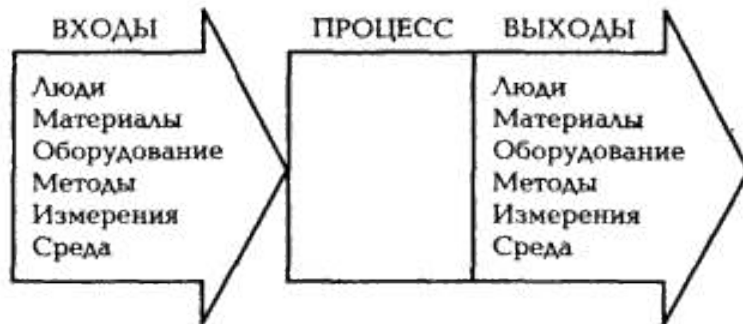 ВХОДЫ
ПРОЦЕСС
ВЫХОДЫ
Люди
Материалы
Оборудование
Методы
Измерения
Среда
Люди
Материалы
Оборудование
Методы
Измерения
Среда